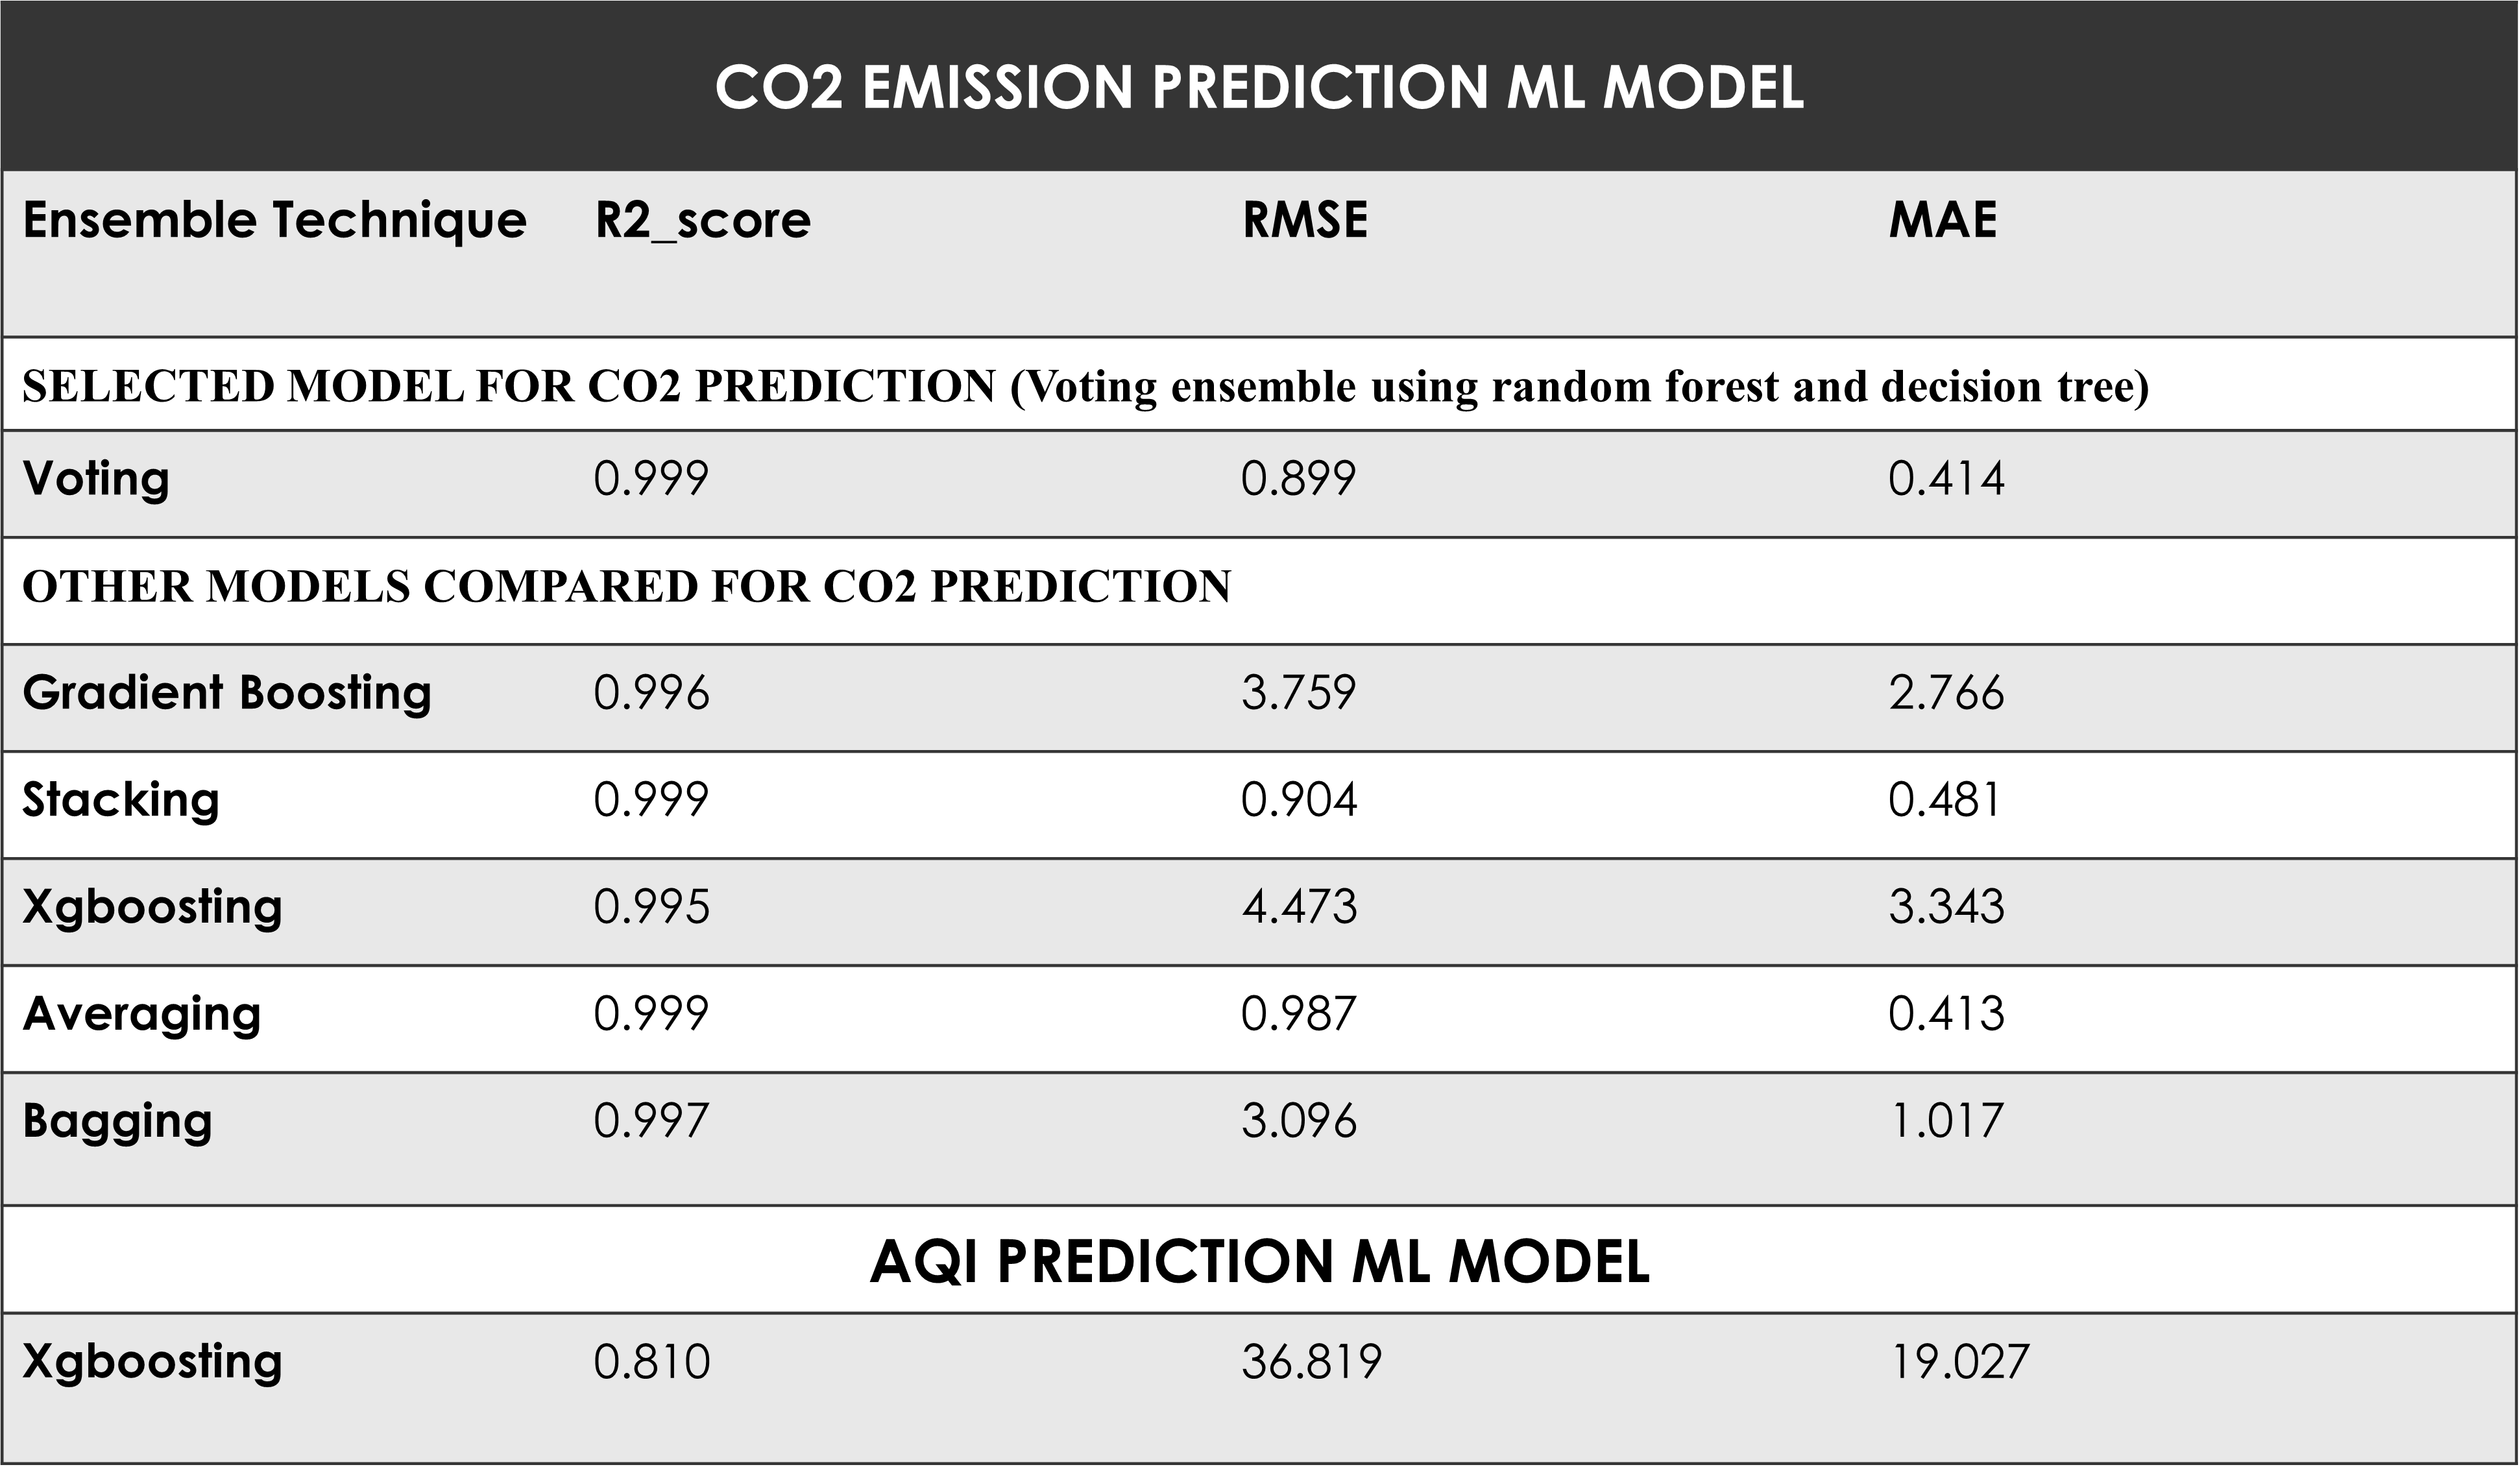 CO2 EMISSION PREDICTION ML MODEL
Ensemble Technique R2_score RMSE MAE
SELECTED MODEL FOR CO2 PREDICTION (Voting ensemble using random forest and decision tree)
Voting 0.999 0.899 0.414
OTHER MODELS COMPARED FOR CO2 PREDICTION
Gradient Boosting 0.996 3.759 2.766
Stacking 0.999 0.904 0.481
Xgboosting 0.995 4.473 3.343
Averaging 0.999 0.987 0.413
Bagging 0.997 3.096 1.017
AQI PREDICTION ML MODEL
Xgboosting 0.810 36.819 19.027